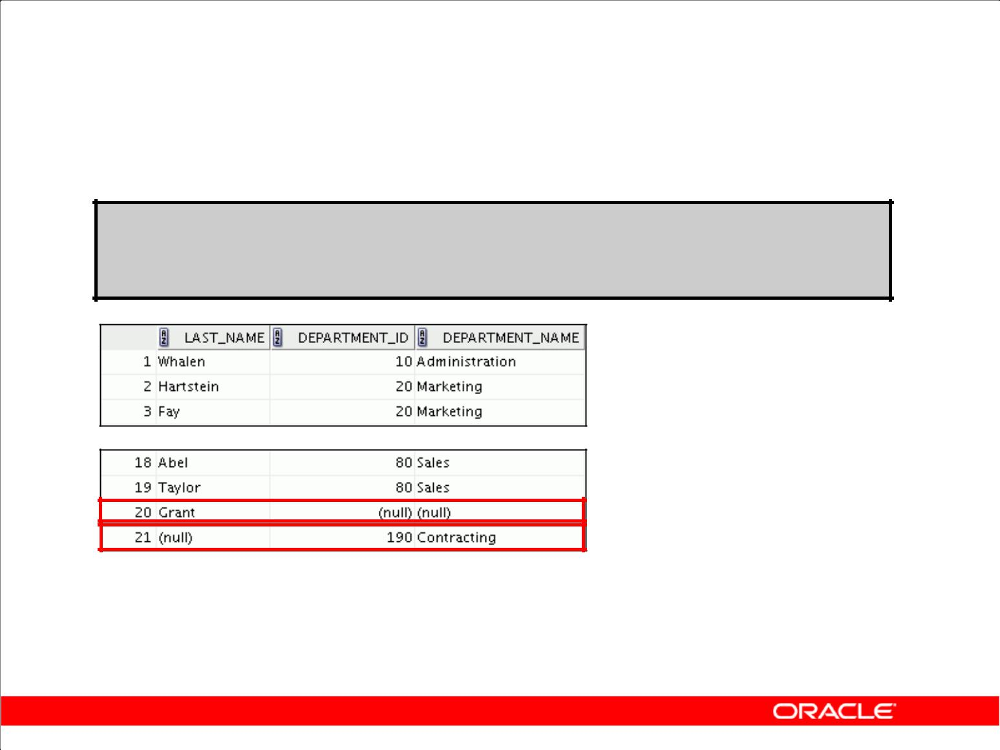 LAST_NAME DEPARTMENT_ID DEPARTMENT_NAME
1 Whalen 10 Administration
2 Hartstein 20 Marketing
3 Fay 20 Marketing
18 Abel 80 Sales
19 Taylor 80 Sales
20 Grant (null) (null)
21 (null) 190 Contracting
ORACLE